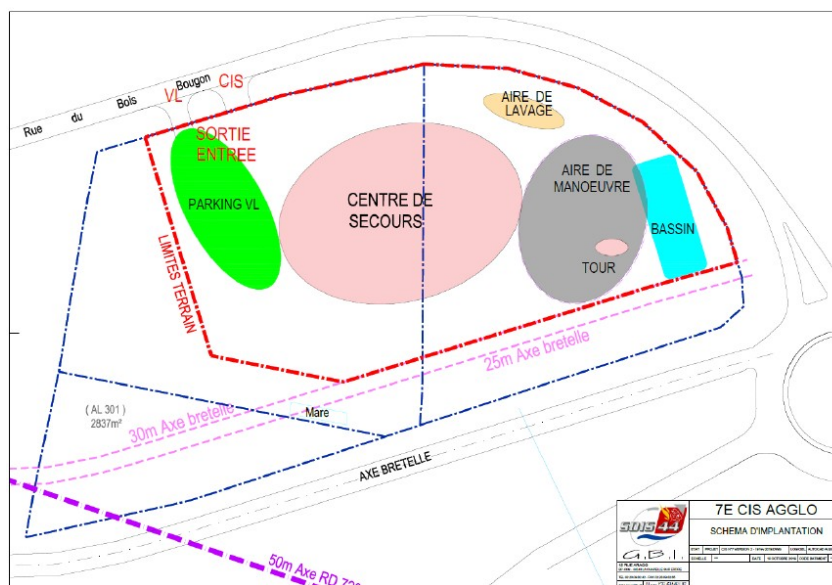 Rue du Bois Bougon
VL CIS
SORTIE
ENTREE
PARKING VL
LIMITES TERRAIN
CENTRE DE
SECOURS
AIRE DE
LAVAGE
AIRE DE
MANOEUVRE
TOUR
BASSIN
25m Axe bretelle
30m Axe bretelle
( AL 301 )
2837m²
Mare
AXE BRETELLE
50m Axe RD 723
SDIS 44
G.B.I.
7E CIS AGGLO
SCHEMA D'IMPLANTATION